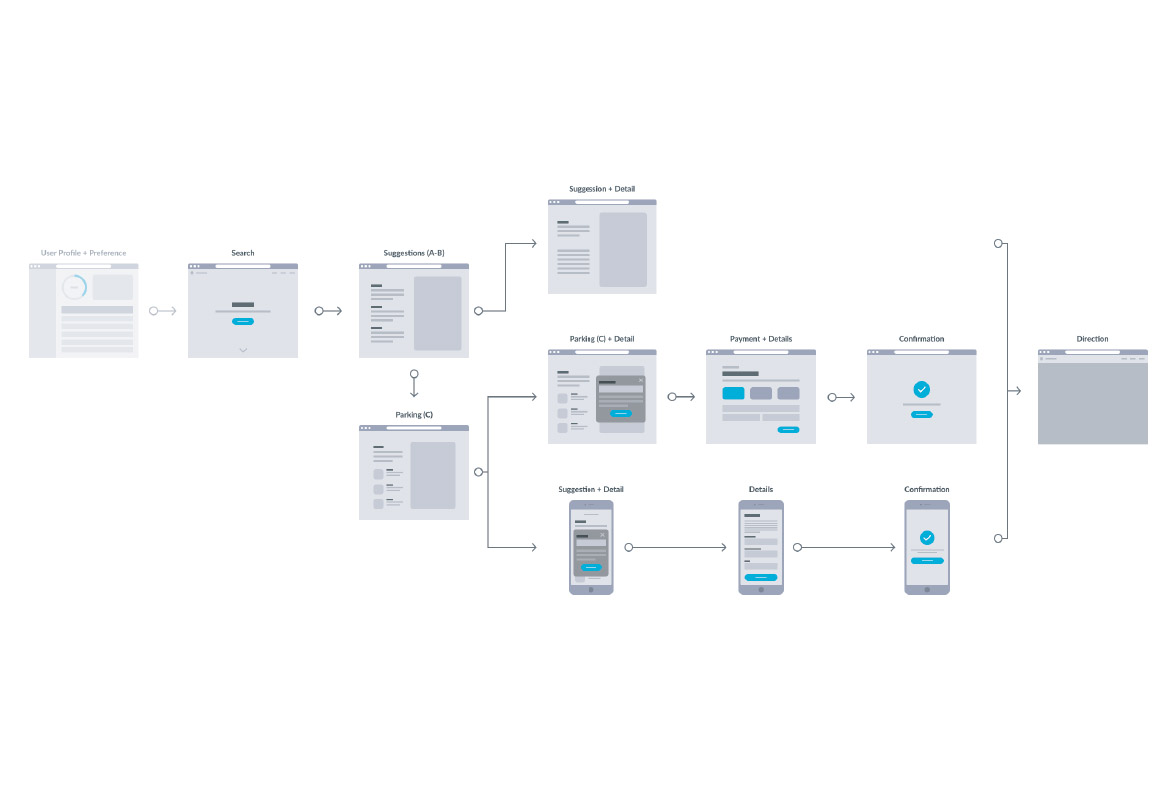 Suggession + Detail
User Profile + Preference
Search
Suggestions (A-B)
Parking (C) + Detail
Payment + Details
Confirmation
Direction
Parking (C)
Suggestion + Detail
Details
Confirmation